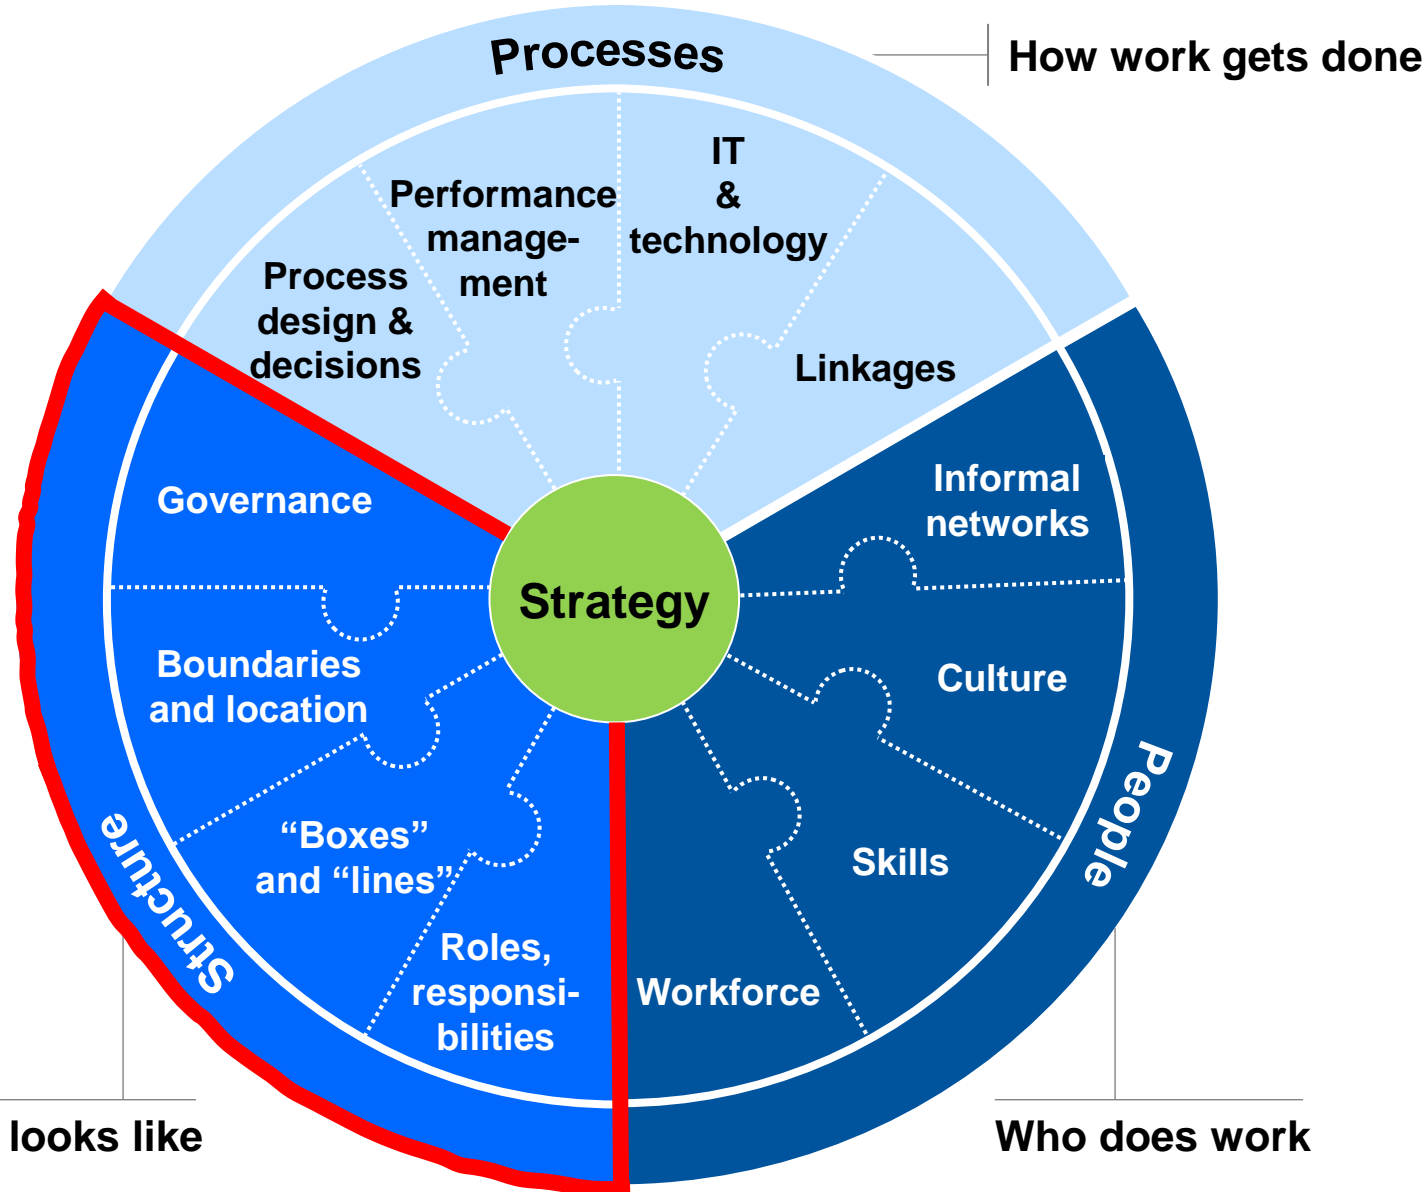 Processes
How work gets done
IT
&
technology
Performance
manage-
ment
Process
design &
decisions
Linkages
Governance
Informal
networks
Strategy
Boundaries
and location
Culture
“Boxes”
and “lines”
Skills
Roles,
responsi-
bilities
Workforce
Structure
People
looks like
Who does work